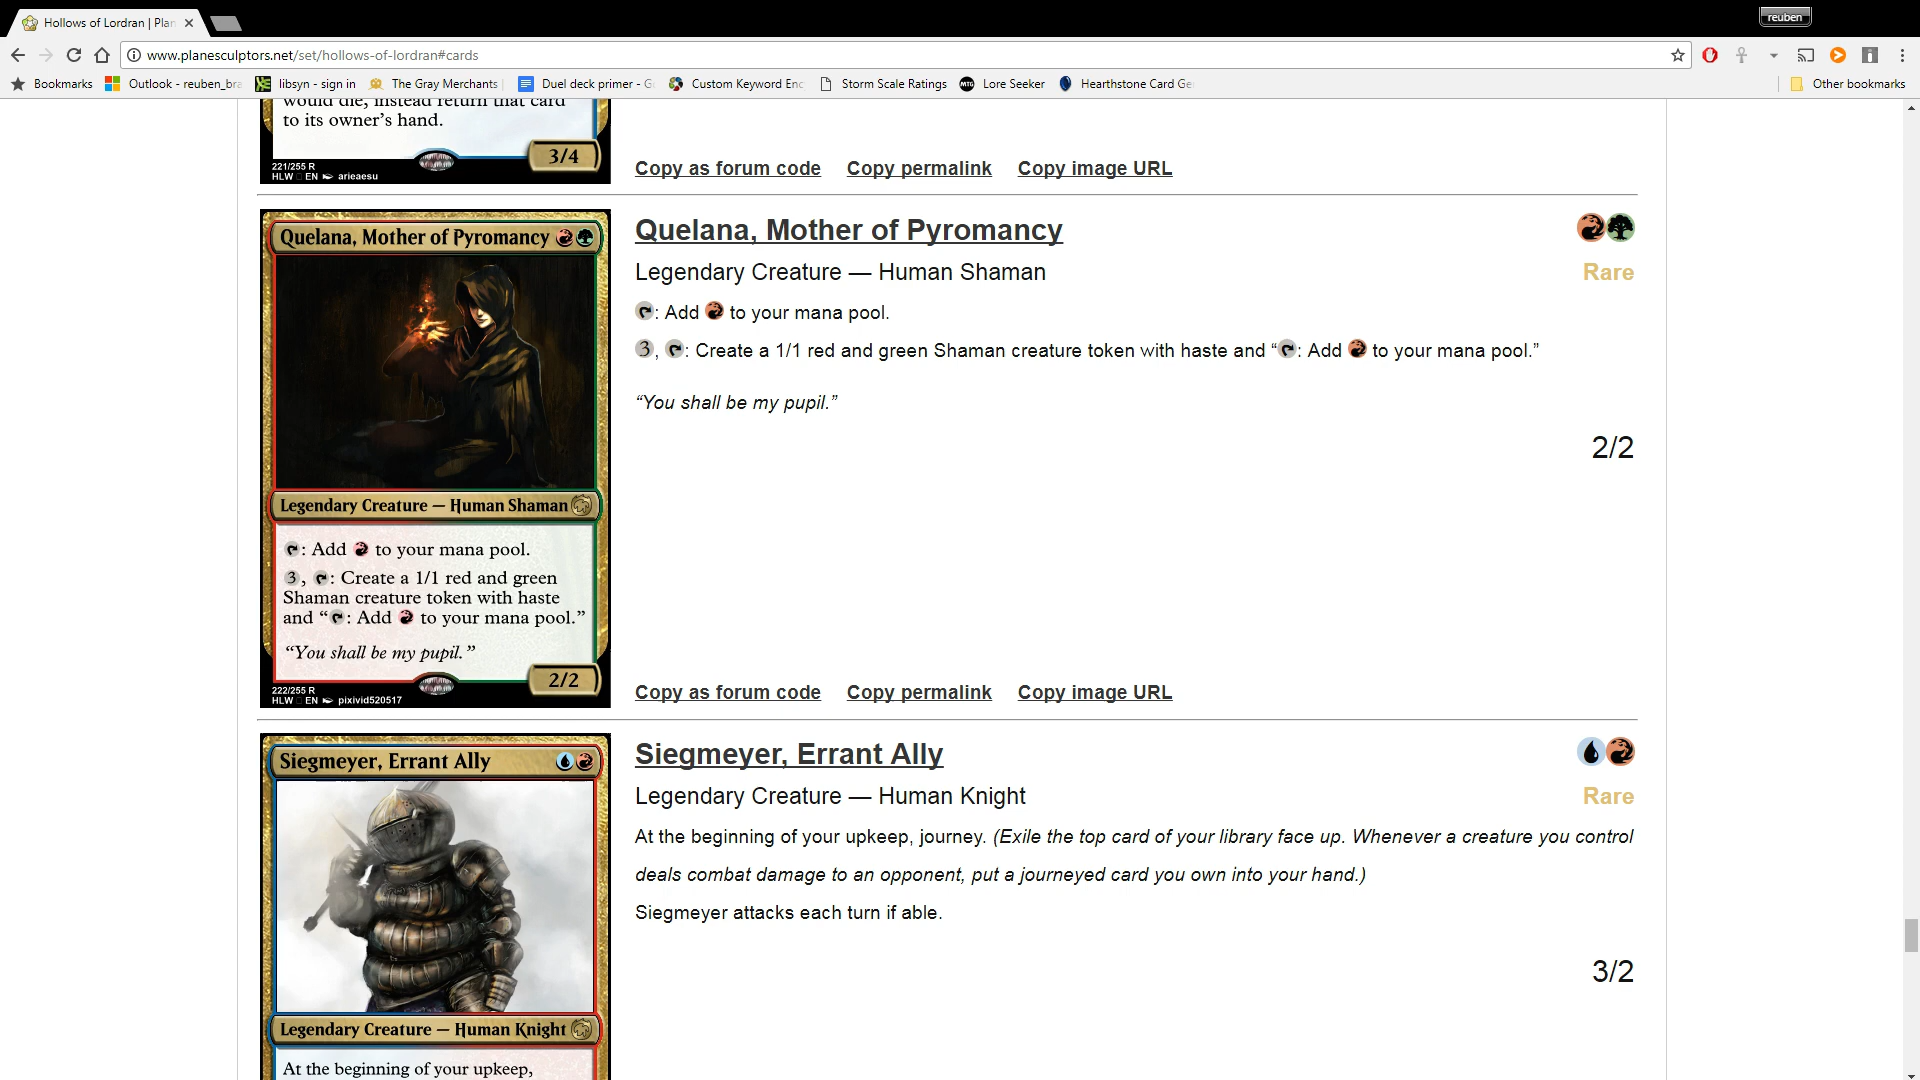 Hollows of Lordran | Plan
reuben
www.planesculptors.net/set/hollows-of-lordran#cards
Bookmarks Outlook - reuben_bra libsyn - sign in The Gray Merchants Duel deck primer - G Custom Keyword Enc Storm Scale Ratings MTG Lore Seeker Hearthstone Card Ge Other bookmarks
would die, instead return that card
to its owner's hand.
3/4
221/255 R
HLW EN arieaesu
Copy as forum code Copy permalink Copy image URL
Quelana, Mother of Pyromancy
Legendary Creature — Human Shaman
: Add to your mana pool.
3, : Create a 1/1 red and green
Shaman creature token with haste
and “: Add to your mana pool.”
“You shall be my pupil.”
2/2
222/255 R
HLW EN pixivid520517
Quelana, Mother of Pyromancy
Legendary Creature — Human Shaman
Rare
: Add to your mana pool.
3, : Create a 1/1 red and green Shaman creature token with haste and “: Add to your mana pool.”
“You shall be my pupil.”
2/2
Copy as forum code Copy permalink Copy image URL
Siegmeyer, Errant Ally
Legendary Creature — Human Knight
At the beginning of your upkeep,
Siegmeyer, Errant Ally
Legendary Creature — Human Knight
Rare
At the beginning of your upkeep, journey. (Exile the top card of your library face up. Whenever a creature you control
deals combat damage to an opponent, put a journeyed card you own into your hand.)
Siegmeyer attacks each turn if able.
3/2